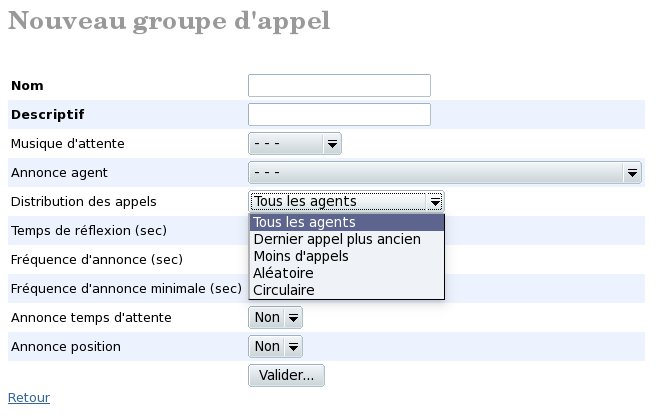 Nouveau groupe d'appel
Nom
Descriptif
Musique d'attente - - -
Annonce agent - - -
Distribution des appels Tous les agents
Tous les agents
Temps de réflexion (sec)
Dernier appel plus ancien
Moins d'appels
Fréquence d'annonce (sec)
Aléatoire
Fréquence d'annonce minimale (sec)
Circulaire
Annonce temps d'attente Non
Annonce position Non
Valider...
Retour